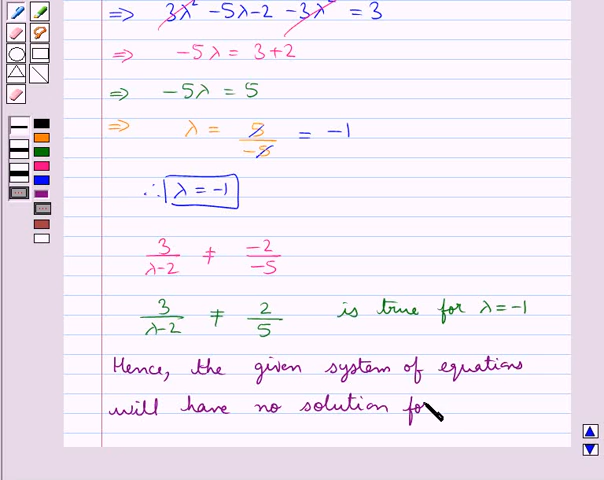 ⇒ 3λ² -5λ-2 -3λ² = 3
⇒ -5λ = 3+2
⇒ -5λ = 5
⇒ λ = 5/-5 = -1
∴ λ = -1
3/λ-2 ≠ -2/-5
3/λ-2 ≠ 2/5 is true for λ = -1
Hence, the given system of equations
will have no solution for